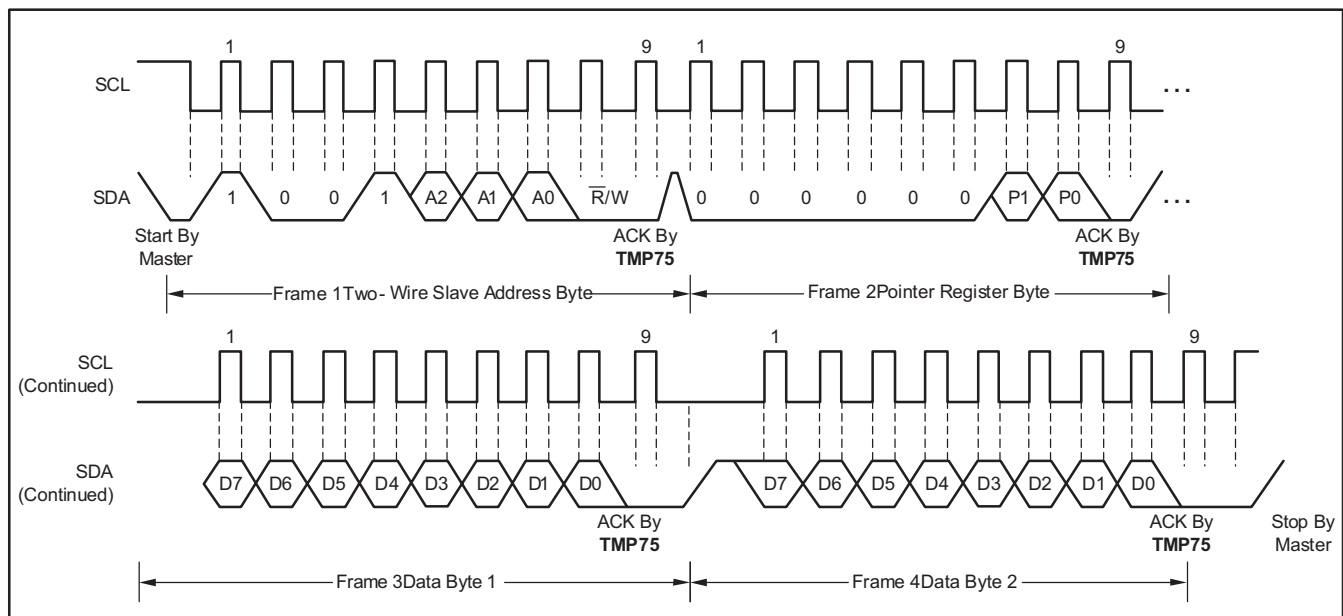 1 9 1 9
SCL ...
SDA 1 0 0 1 A2 A1 A0 R̅/W 0 0 0 0 0 0 P1 P0 ...
Start By
Master
ACK By
TMP75
ACK By
TMP75
Frame 1Two- Wire Slave Address Byte
Frame 2Pointer Register Byte
1 9 1 9
SCL
(Continued)
SDA
(Continued)
D7 D6 D5 D4 D3 D2 D1 D0 D7 D6 D5 D4 D3 D2 D1 D0
ACK By
TMP75
ACK By
TMP75
Stop By
Master
Frame 3Data Byte 1
Frame 4Data Byte 2